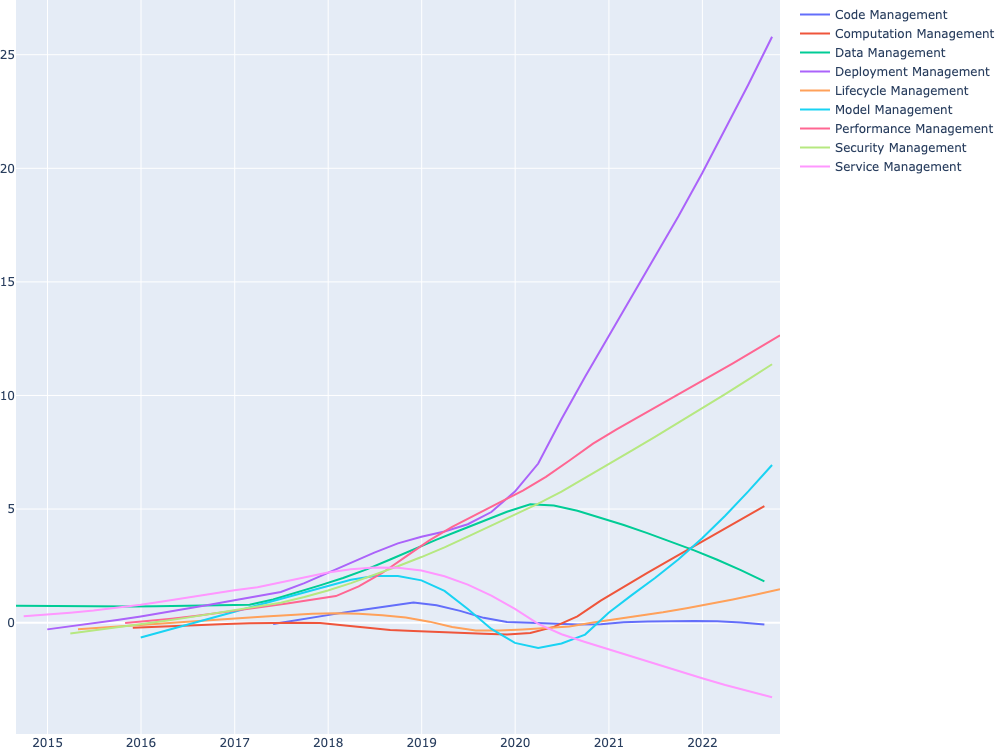 Code Management
Computation Management
Data Management
Deployment Management
Lifecycle Management
Model Management
Performance Management
Security Management
Service Management
25
20
15
10
5
0
2015 2016 2017 2018 2019 2020 2021 2022